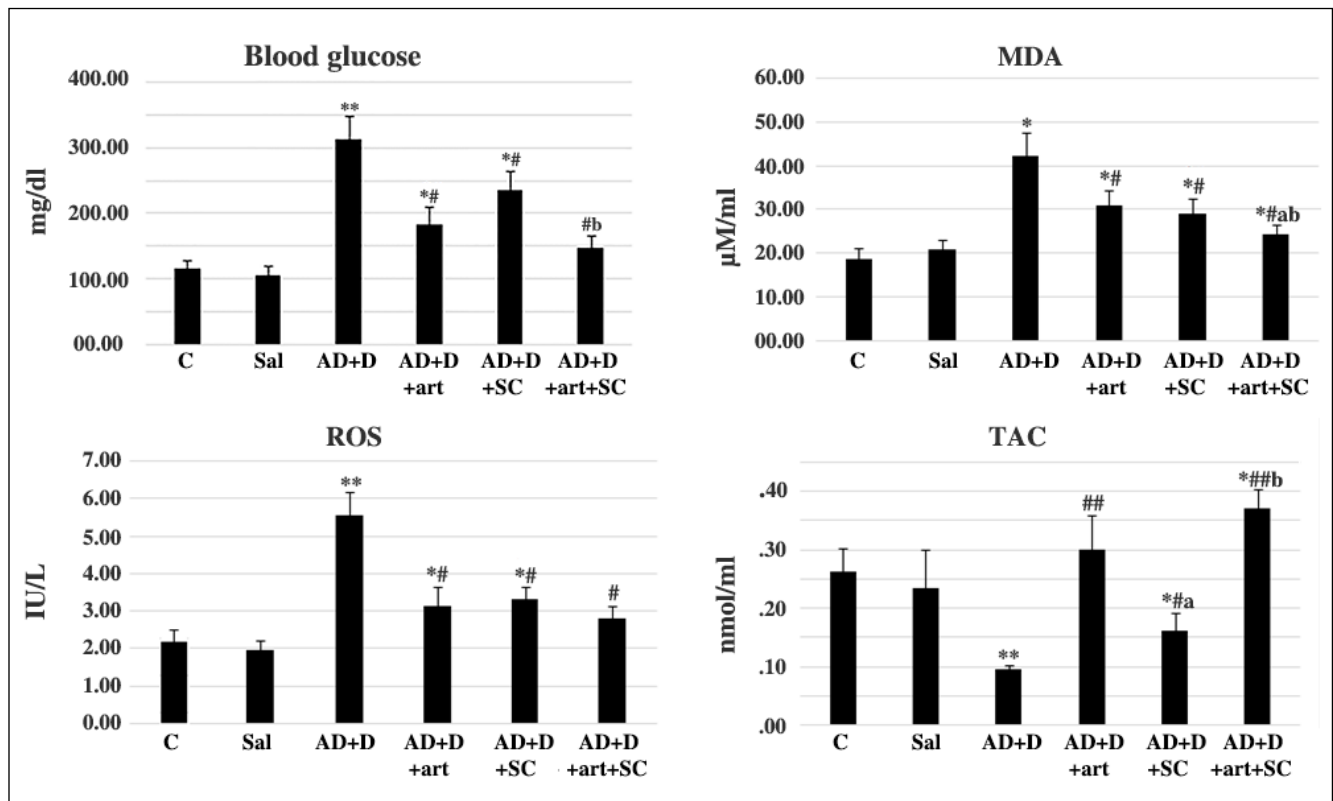 Blood glucose
400.00
300.00
200.00
100.00
00.00
mg/dl
**
*#
*#
#b
C Sal AD+D AD+D AD+D AD+D
+art +SC +art+SC
MDA
60.00
50.00
40.00
30.00
20.00
10.00
00.00
µM/ml
*
*#
*#
*#ab
C Sal AD+D AD+D AD+D AD+D
+art +SC +art+SC
ROS
7.00
6.00
5.00
4.00
3.00
2.00
1.00
0.00
IU/L
**
*#
*#
#
C Sal AD+D AD+D AD+D AD+D
+art +SC +art+SC
TAC
.40
.30
.20
.10
.00
nmol/ml
**
##
*#a
*##b
C Sal AD+D AD+D AD+D AD+D
+art +SC +art+SC